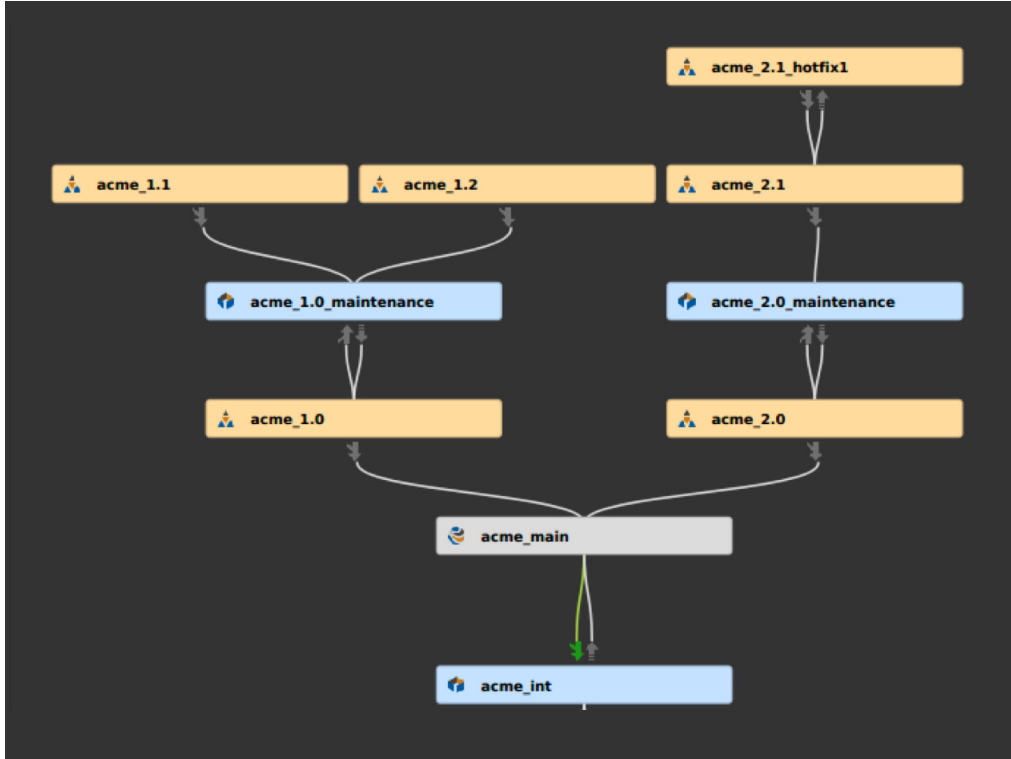 acme_2.1_hotfix1
acme_1.1
acme_1.2
acme_2.1
acme_1.0_maintenance
acme_2.0_maintenance
acme_1.0
acme_2.0
acme_main
acme_int